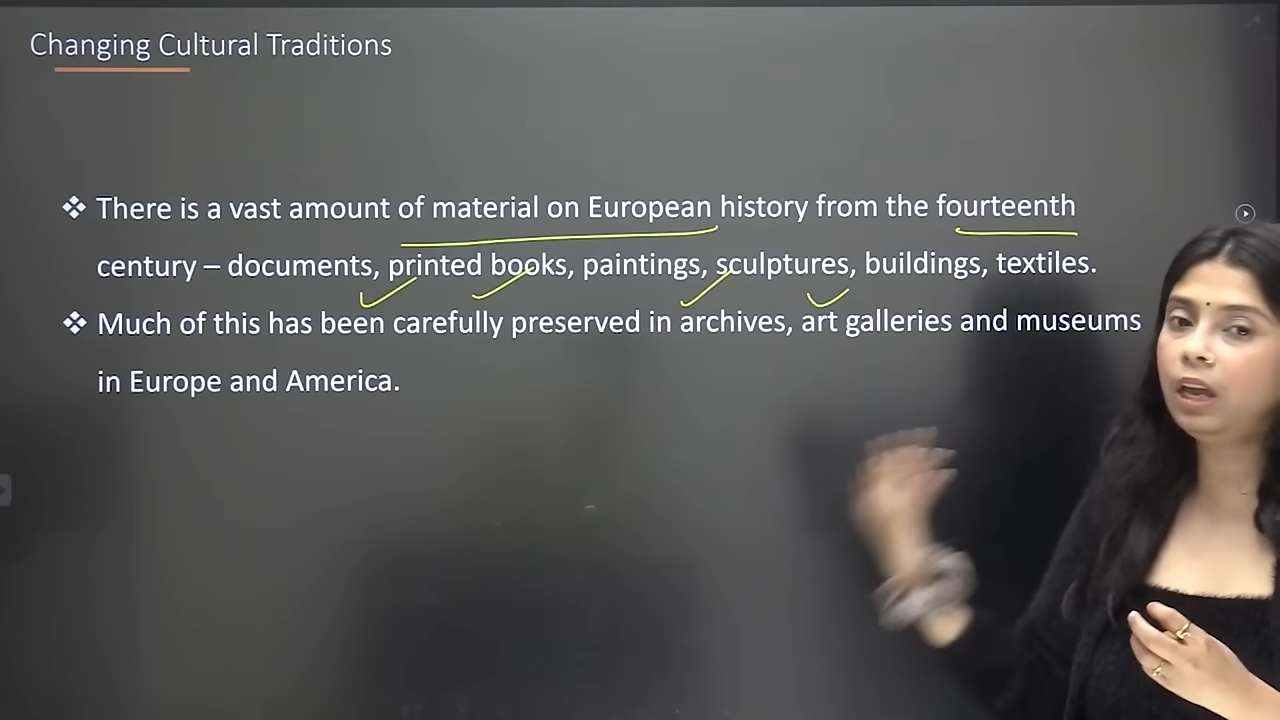 Changing Cultural Traditions
❖ There is a vast amount of material on European history from the fourteenth
century – documents, printed books, paintings, sculptures, buildings, textiles.
❖ Much of this has been carefully preserved in archives, art galleries and museums
in Europe and America.